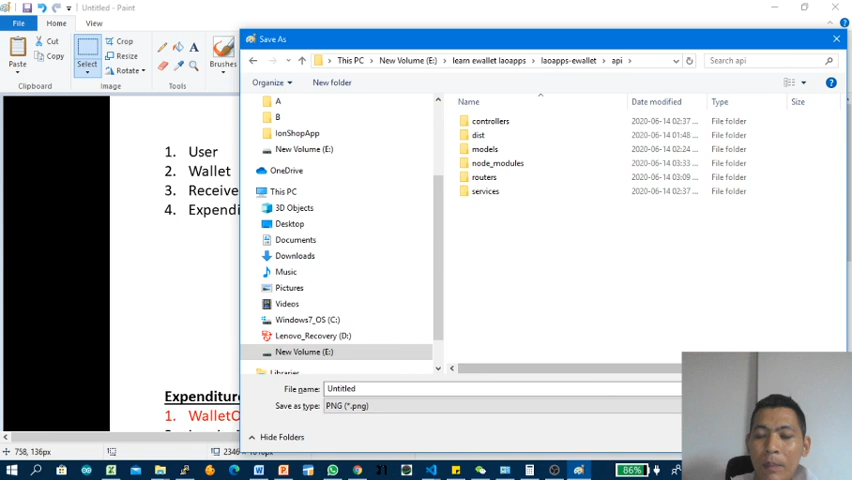 Untitled - Paint
File Home View
Paste
Cut
Copy
Clipboard
Select
Crop
Resize
Rotate
Image
A
Tools
Brushes
1. User
2. Wallet
3. Receive
4. Expendi
Expenditure
1. WalletO
758, 136px
Save As
This PC > New Volume (E:) > learn ewallet laoapps > laoapps-ewallet > api >
Search api
Organize New folder
A
B
IonShopApp
New Volume (E:)
OneDrive
This PC
3D Objects
Desktop
Documents
Downloads
Music
Pictures
Videos
Windows7_OS (C:)
Lenovo_Recovery (D:)
New Volume (E:)
Libraries
Name Date modified Type Size
controllers 2020-06-14 02:37 ... File folder
dist 2020-06-14 01:48 ... File folder
models 2020-06-14 02:24 ... File folder
node_modules 2020-06-14 03:33 ... File folder
routers 2020-06-14 03:09 ... File folder
services 2020-06-14 02:37 ... File folder
File name: Untitled
Save as type: PNG (*.png)
Hide Folders
86%